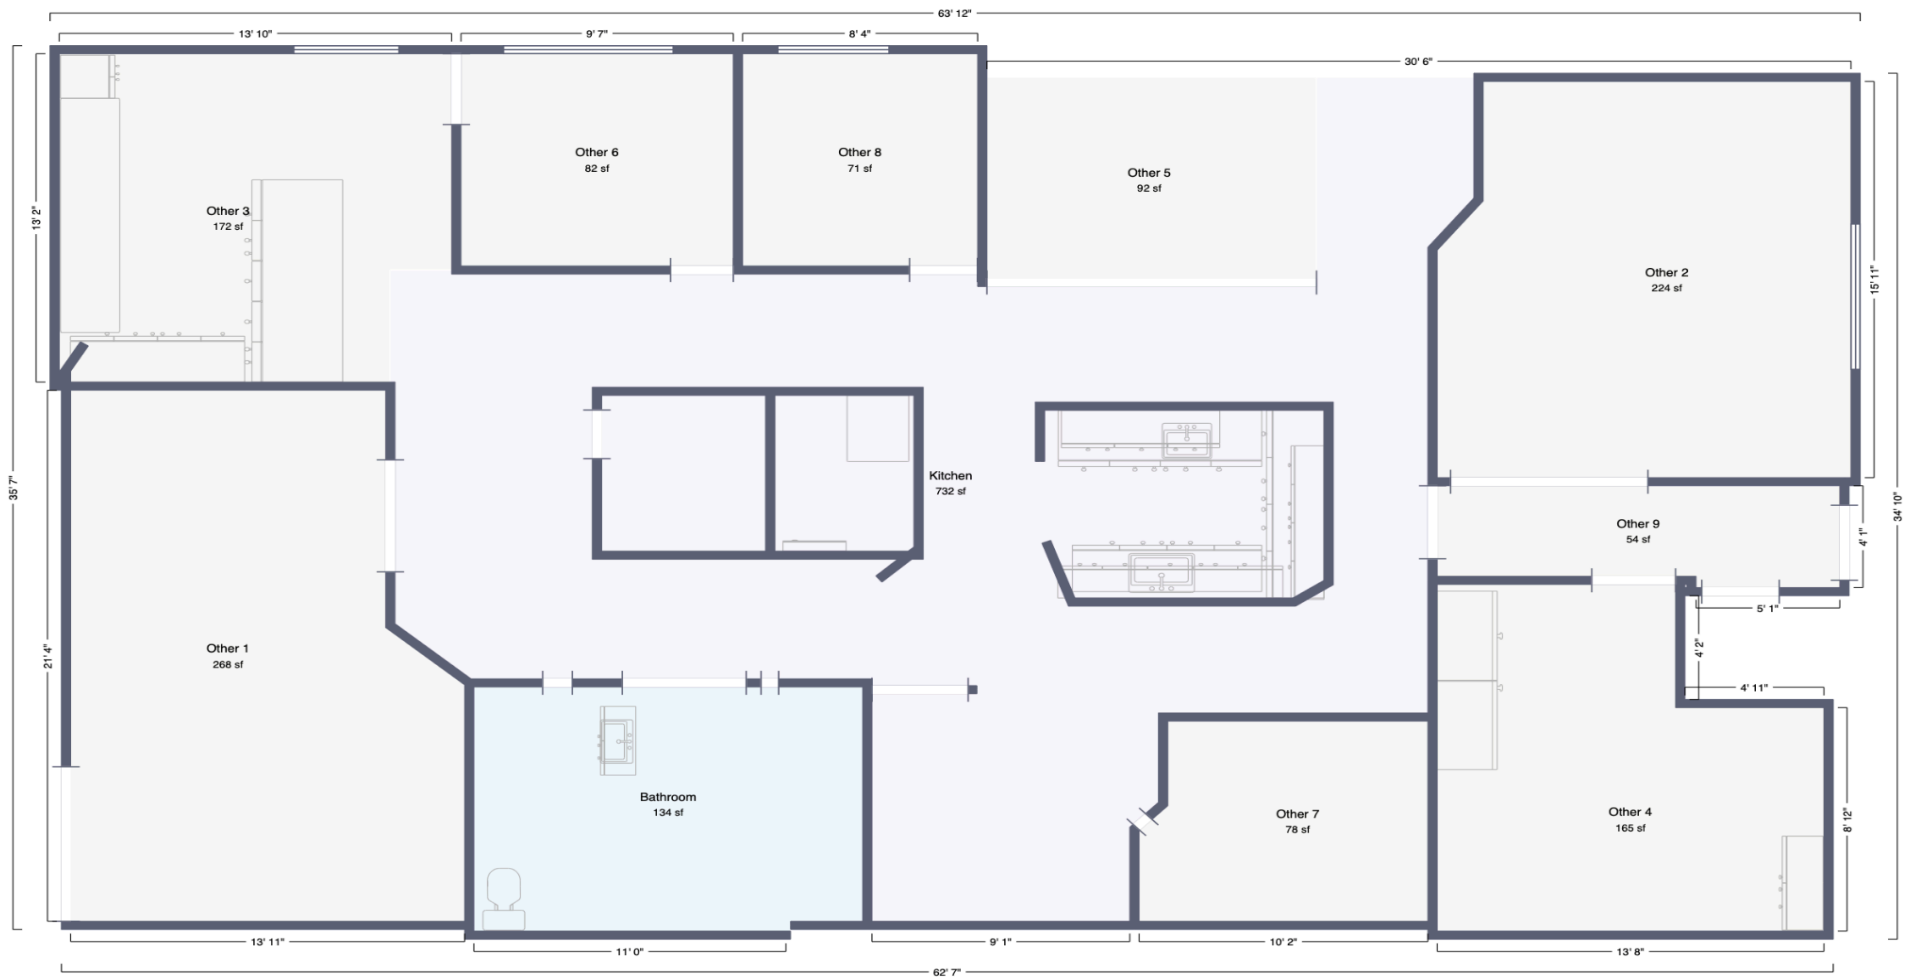 63' 12"
13' 10"
9' 7"
8' 4"
30' 6"
Other 6
82 sf
Other 8
71 sf
Other 5
92 sf
Other 3
172 sf
13' 2"
Other 2
224 sf
15' 11"
Kitchen
732 sf
35' 7"
34' 10"
Other 9
54 sf
4' 1"
5' 1"
4' 2"
4' 11"
Other 1
268 sf
21' 4"
Bathroom
134 sf
Other 7
78 sf
Other 4
165 sf
8' 12"
13' 11"
11' 0"
9' 1"
10' 2"
13' 8"
62' 7"